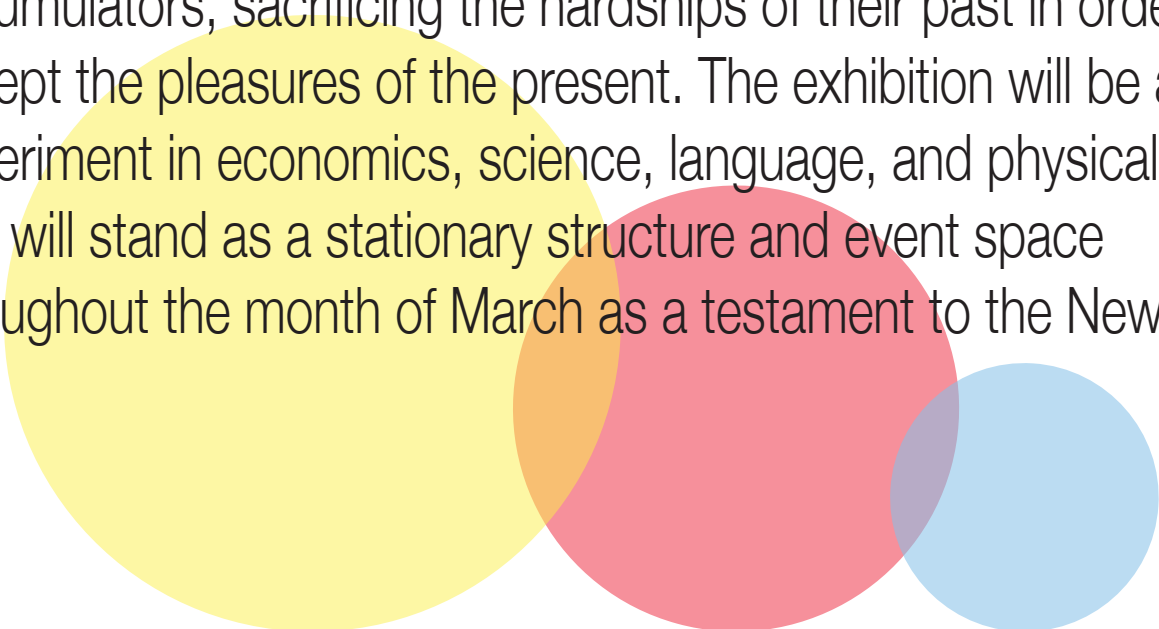 umulators, sacrificing the hardships of their past in orde
ept the pleasures of the present. The exhibition will be a
eriment in economics, science, language, and physical
will stand as a stationary structure and event space
ughout the month of March as a testament to the New